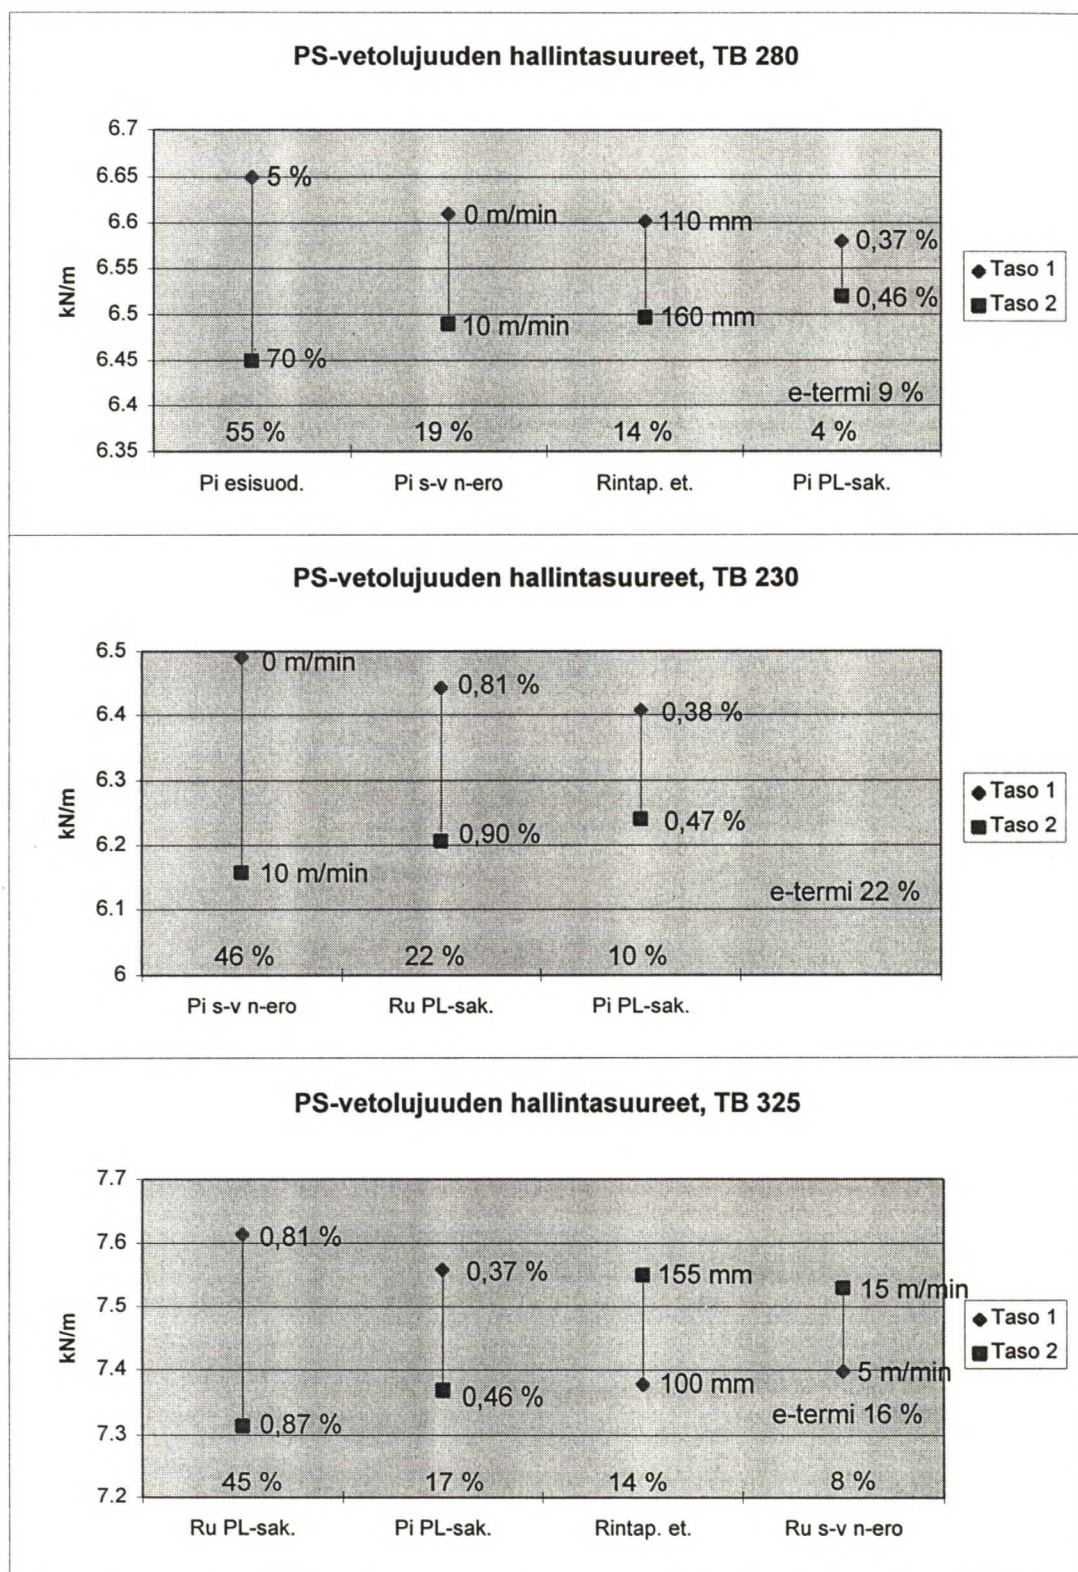 PS-vetolujuuden hallintasuureet, TB 280
kN/m
6.7
6.65
6.6
6.55
6.5
6.45
6.4
6.35
5 %
0 m/min
110 mm
0,37 %
70 %
10 m/min
160 mm
0,46 %
e-termi 9 %
55 %
19 %
14 %
4 %
Pi esisuod.
Pi s-v n-ero
Rintap. et.
Pi PL-sak.
Taso 1
Taso 2
PS-vetolujuuden hallintasuureet, TB 230
kN/m
6.5
6.4
6.3
6.2
6.1
6
0 m/min
0,81 %
0,38 %
10 m/min
0,90 %
0,47 %
e-termi 22 %
46 %
22 %
10 %
Pi s-v n-ero
Ru PL-sak.
Pi PL-sak.
Taso 1
Taso 2
PS-vetolujuuden hallintasuureet, TB 325
kN/m
7.7
7.6
7.5
7.4
7.3
7.2
0,81 %
0,37 %
155 mm
15 m/min
0,87 %
0,46 %
100 mm
5 m/min
e-termi 16 %
45 %
17 %
14 %
8 %
Ru PL-sak.
Pi PL-sak.
Rintap. et.
Ru s-v n-ero
Taso 1
Taso 2